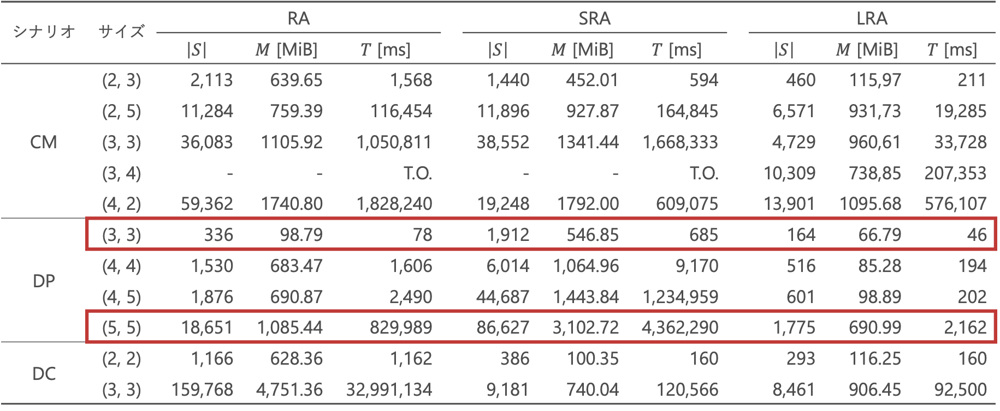 シナリオ サイズ RA SRA LRA
|S| M [MiB] T [ms] |S| M [MiB] T [ms] |S| M [MiB] T [ms]
(2, 3) 2,113 639.65 1,568 1,440 452.01 594 460 115,97 211
(2, 5) 11,284 759.39 116,454 11,896 927.87 164,845 6,571 931,73 19,285
CM (3, 3) 36,083 1105.92 1,050,811 38,552 1341.44 1,668,333 4,729 960,61 33,728
(3, 4) - - T.O. - - T.O. 10,309 738,85 207,353
(4, 2) 59,362 1740.80 1,828,240 19,248 1792.00 609,075 13,901 1095.68 576,107
(3, 3) 336 98.79 78 1,912 546.85 685 164 66.79 46
(4, 4) 1,530 683.47 1,606 6,014 1,064.96 9,170 516 85.28 194
DP
(4, 5) 1,876 690.87 2,490 44,687 1,443.84 1,234,959 601 98.89 202
(5, 5) 18,651 1,085.44 829,989 86,627 3,102.72 4,362,290 1,775 690.99 2,162
(2, 2) 1,166 628.36 1,162 386 100.35 160 293 116.25 160
DC
(3, 3) 159,768 4,751.36 32,991,134 9,181 740.04 120,566 8,461 906.45 92,500